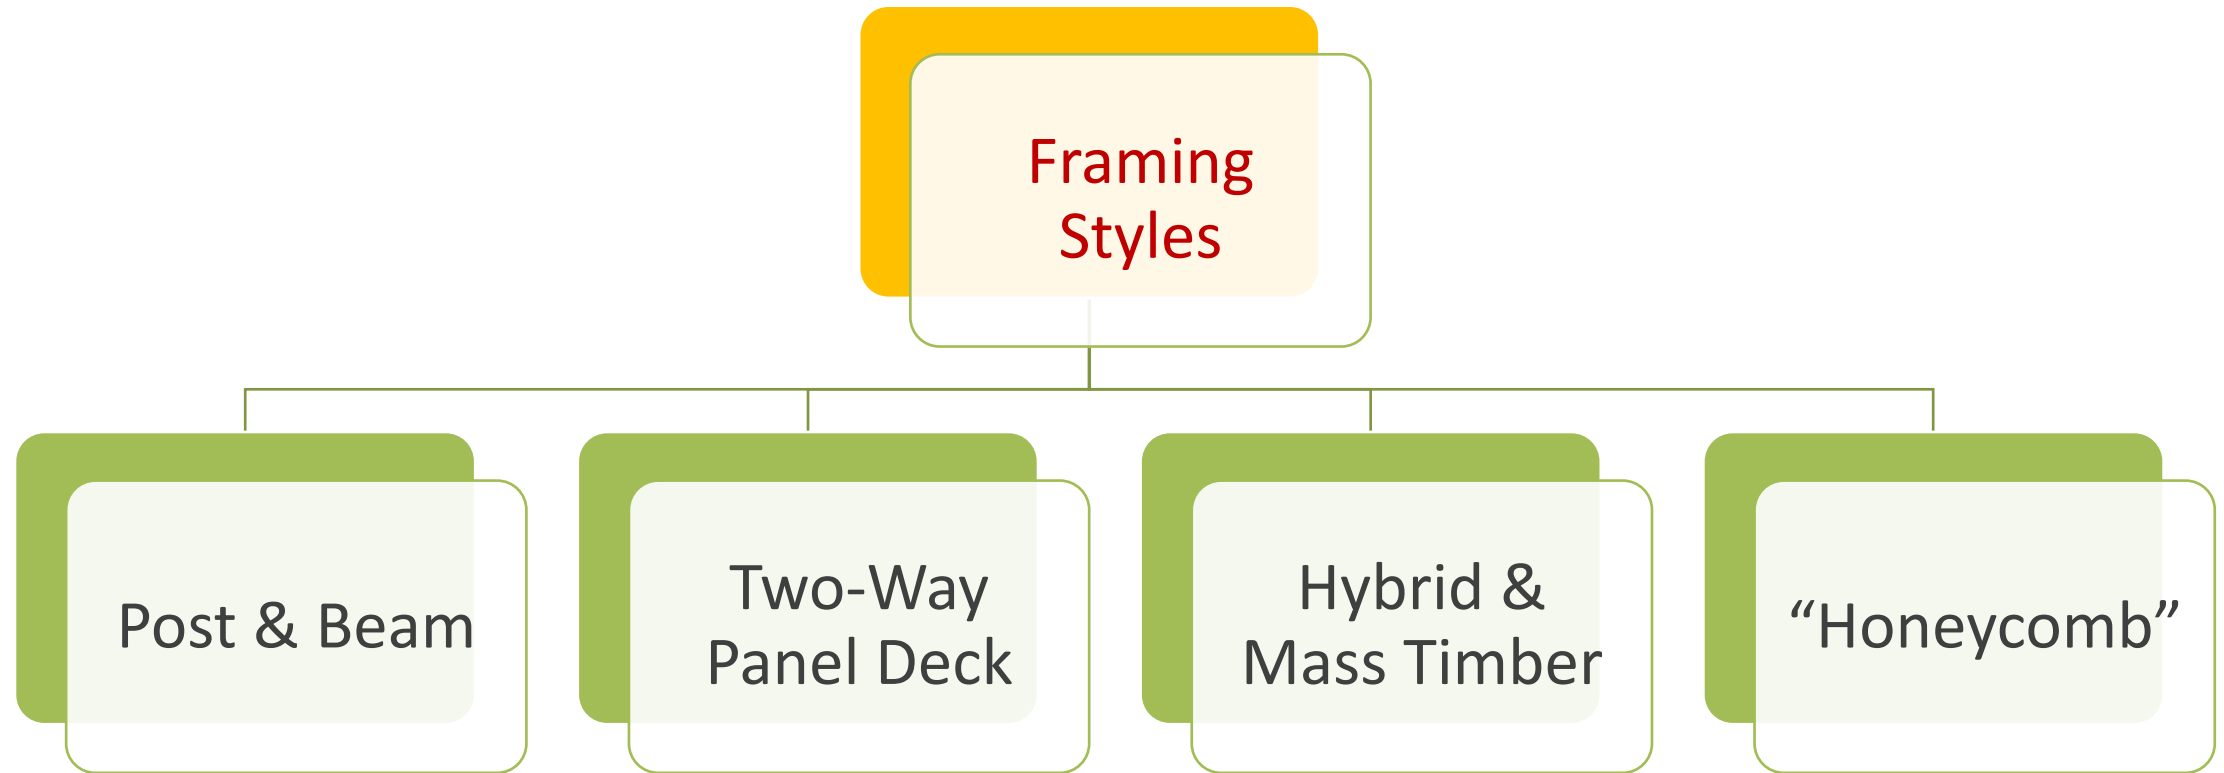 Framing
Styles
Post & Beam
Two-Way
Panel Deck
Hybrid &
Mass Timber
“Honeycomb”